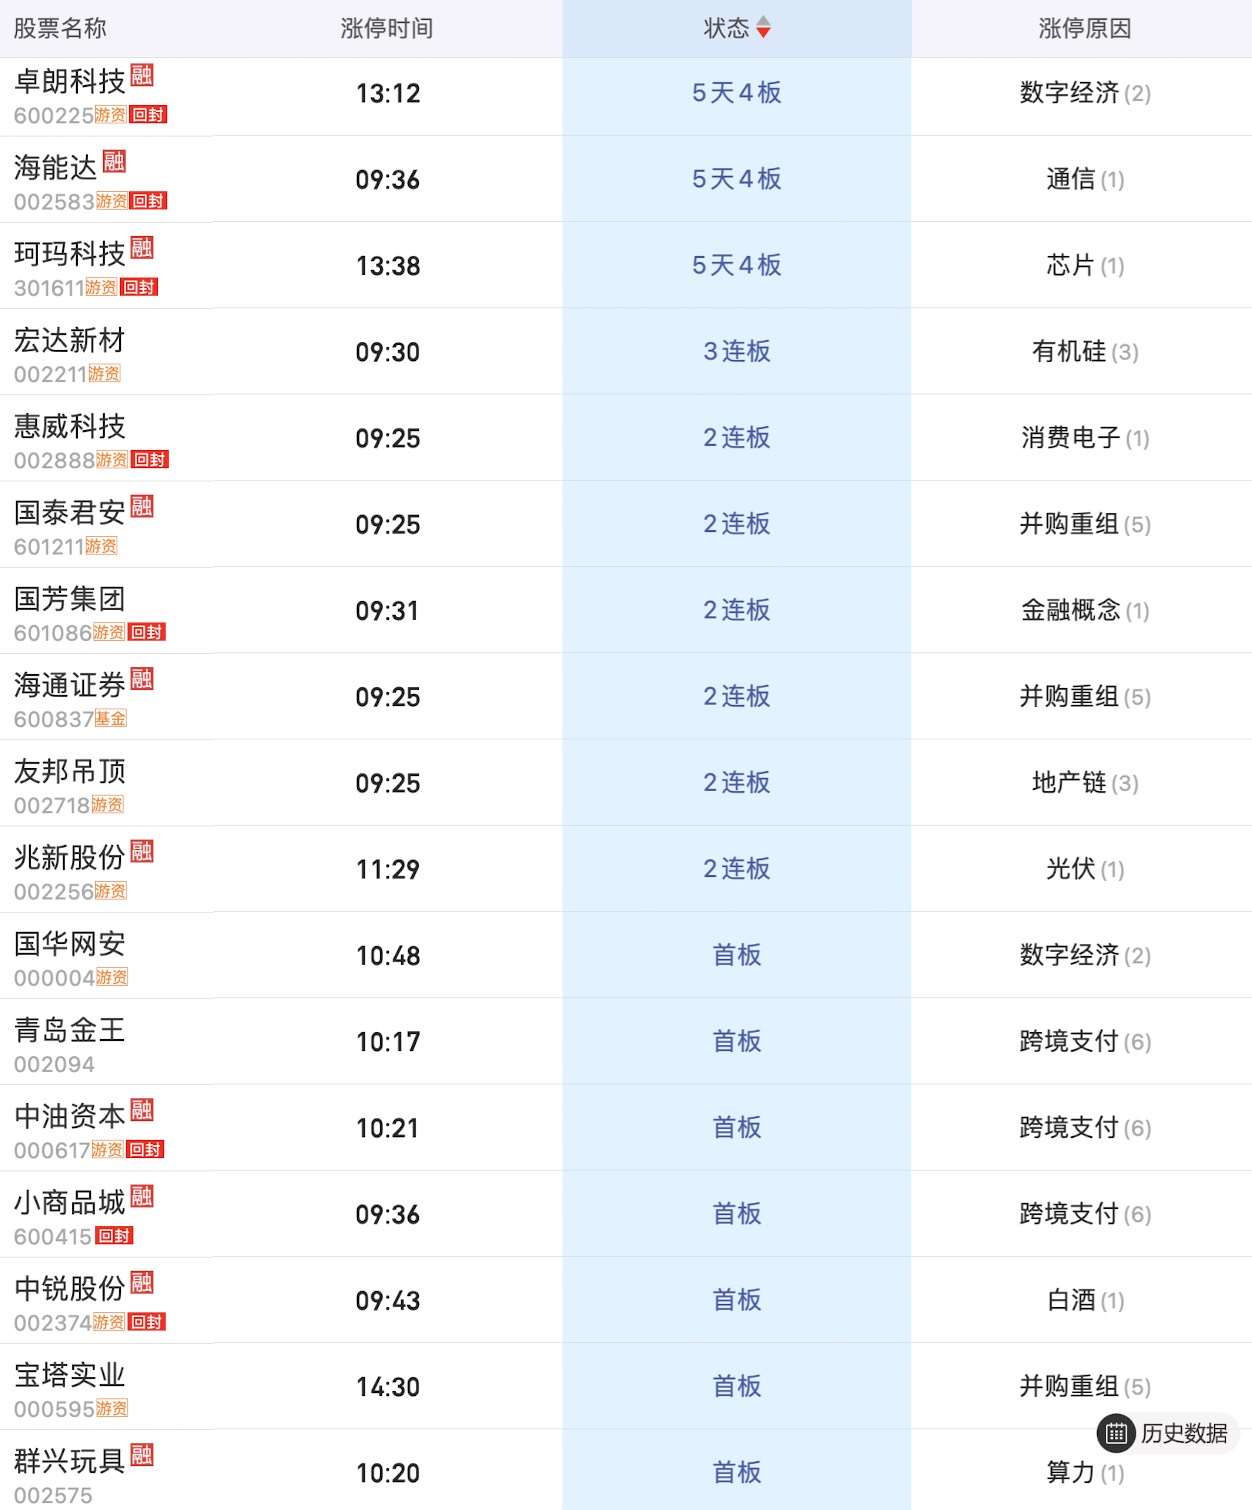 股票名称 涨停时间 状态 涨停原因
卓朗科技 融
600225 游资 回封 13:12 5天4板 数字经济 (2)
海能达 融
002583 游资 回封 09:36 5天4板 通信 (1)
珂玛科技 融
301611 游资 回封 13:38 5天4板 芯片 (1)
宏达新材
002211 游资 09:30 3连板 有机硅 (3)
惠威科技
002888 游资 回封 09:25 2连板 消费电子 (1)
国泰君安 融
601211 游资 09:25 2连板 并购重组 (5)
国芳集团
601086 游资 回封 09:31 2连板 金融概念 (1)
海通证券 融
600837 基金 09:25 2连板 并购重组 (5)
友邦吊顶
002718 游资 09:25 2连板 地产链 (3)
兆新股份 融
002256 游资 11:29 2连板 光伏 (1)
国华网安
000004 游资 10:48 首板 数字经济 (2)
青岛金王
002094 10:17 首板 跨境支付 (6)
中油资本 融
000617 游资 回封 10:21 首板 跨境支付 (6)
小商品城 融
600415 回封 09:36 首板 跨境支付 (6)
中锐股份 融
002374 游资 回封 09:43 首板 白酒 (1)
宝塔实业
000595 游资 14:30 首板 并购重组 (5)
历史数据
群兴玩具 融
002575 10:20 首板 算力 (1)